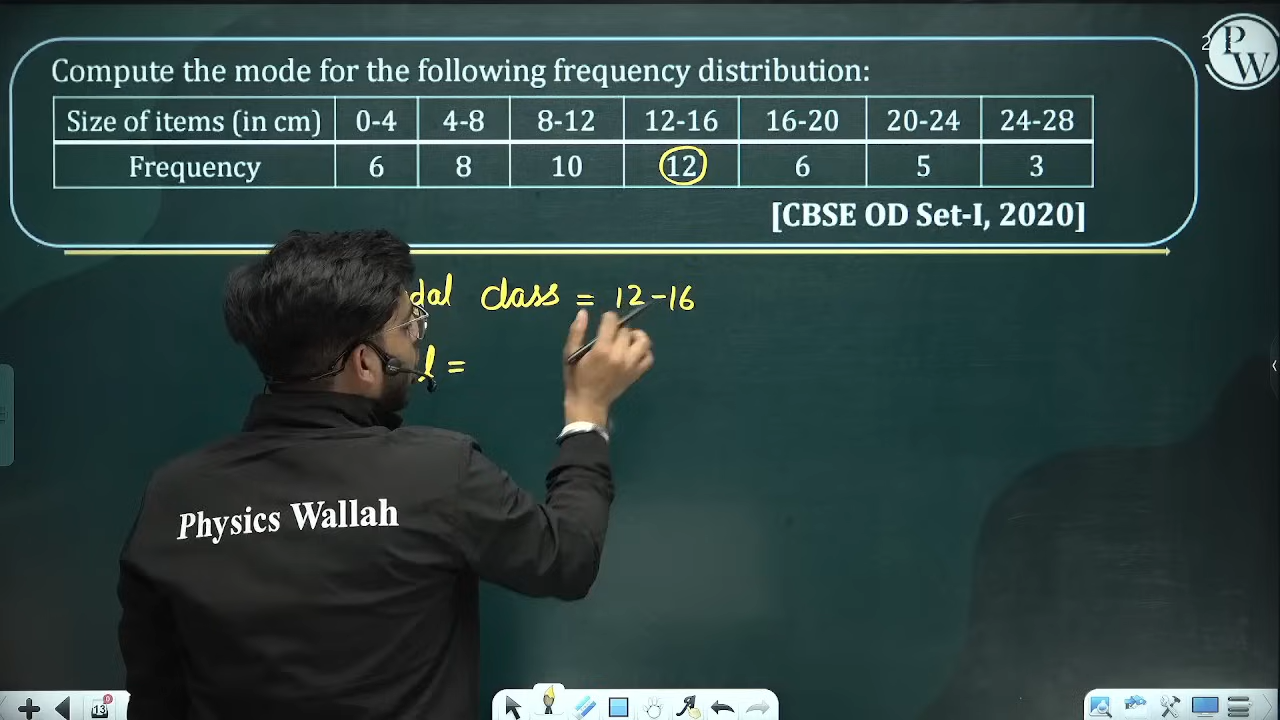 Compute the mode for the following frequency distribution:
Size of items (in cm) 0-4 4-8 8-12 12-16 16-20 20-24 24-28
Frequency 6 8 10 12 6 5 3
[CBSE OD Set-I, 2020]
class = 12-16
l =
Physics Wallah
PW
13